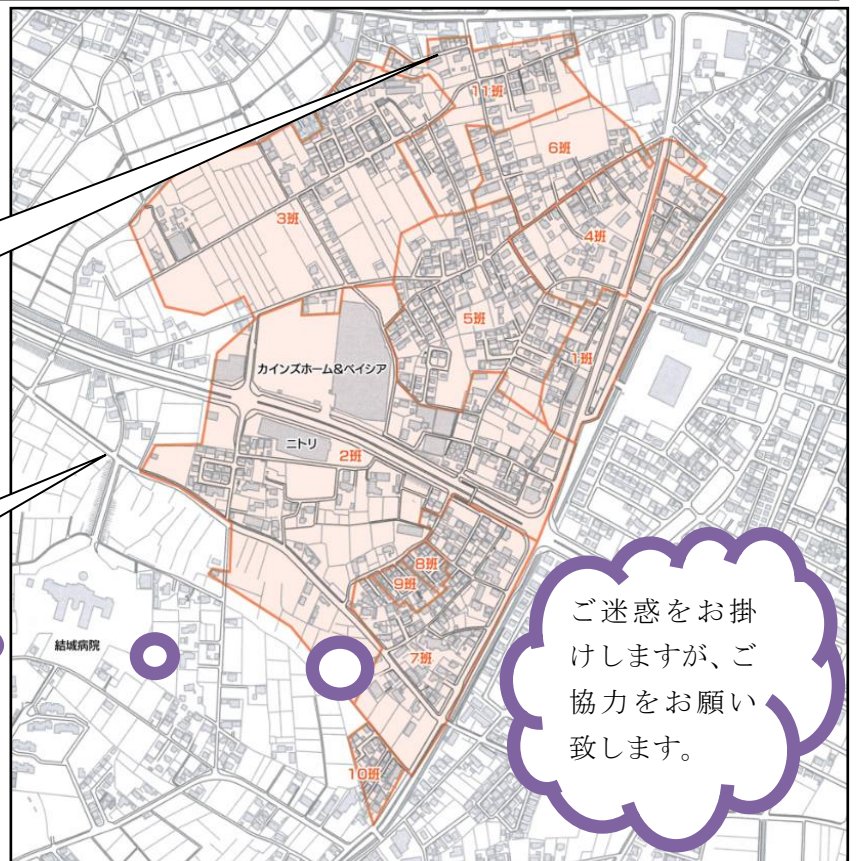 11班
6班
3班
4班
5班
1班
カインズホーム&ベイシア
ニトリ
2班
8班
9班
結城病院
7班
10班
ご迷惑をお掛
けしますが、ご
協力をお願い
致します。